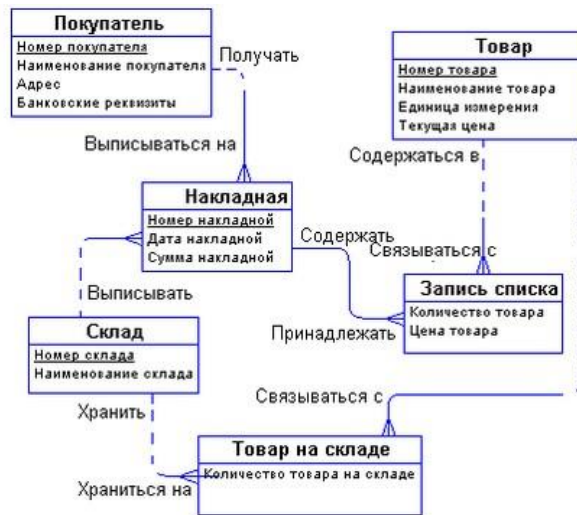 Покупатель
Номер покупателя
Наименование покупателя
Адрес
Банковские реквизиты
Получать
Товар
Номер товара
Наименование товара
Единица измерения
Текущая цена
Выписываться на
Содержаться в
Накладная
Номер накладной
Дата накладной
Сумма накладной
Содержать
Связываться с
Запись списка
Количество товара
Цена товара
Выписывать
Принадлежать
Склад
Номер склада
Наименование склада
Хранить
Связываться с
Товар на складе
Количество товара на складе
Храниться на